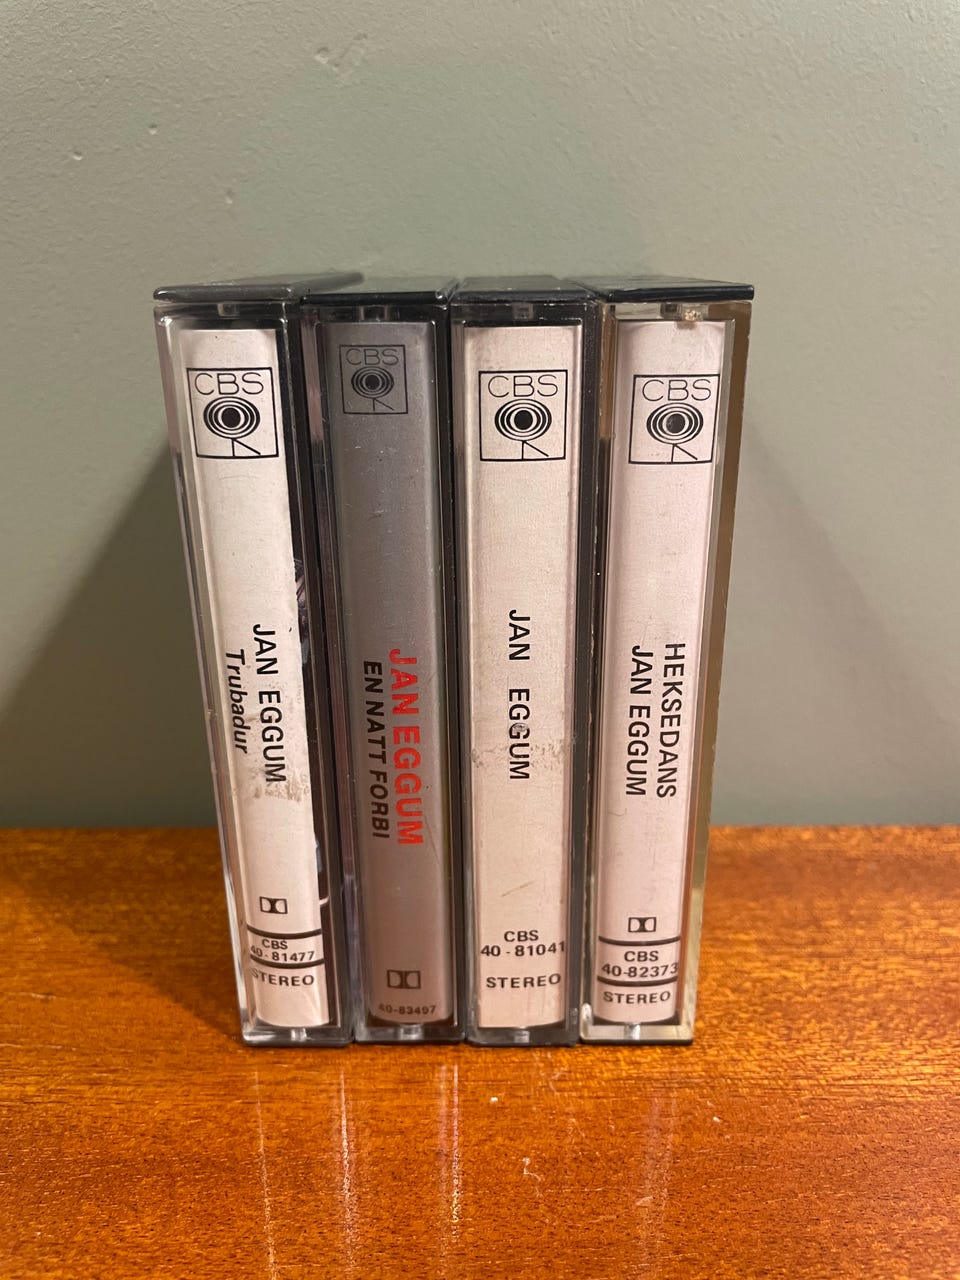 CBS
JAN EGGUM
Trubadur
CBS
40-81477
STEREO
CBS
JAN EGGUM
EN NATT FORBI
40-83497
CBS
JAN EGGUM
CBS
40-81041
STEREO
CBS
HEKSEDANS
JAN EGGUM
CBS
40-82373
STEREO